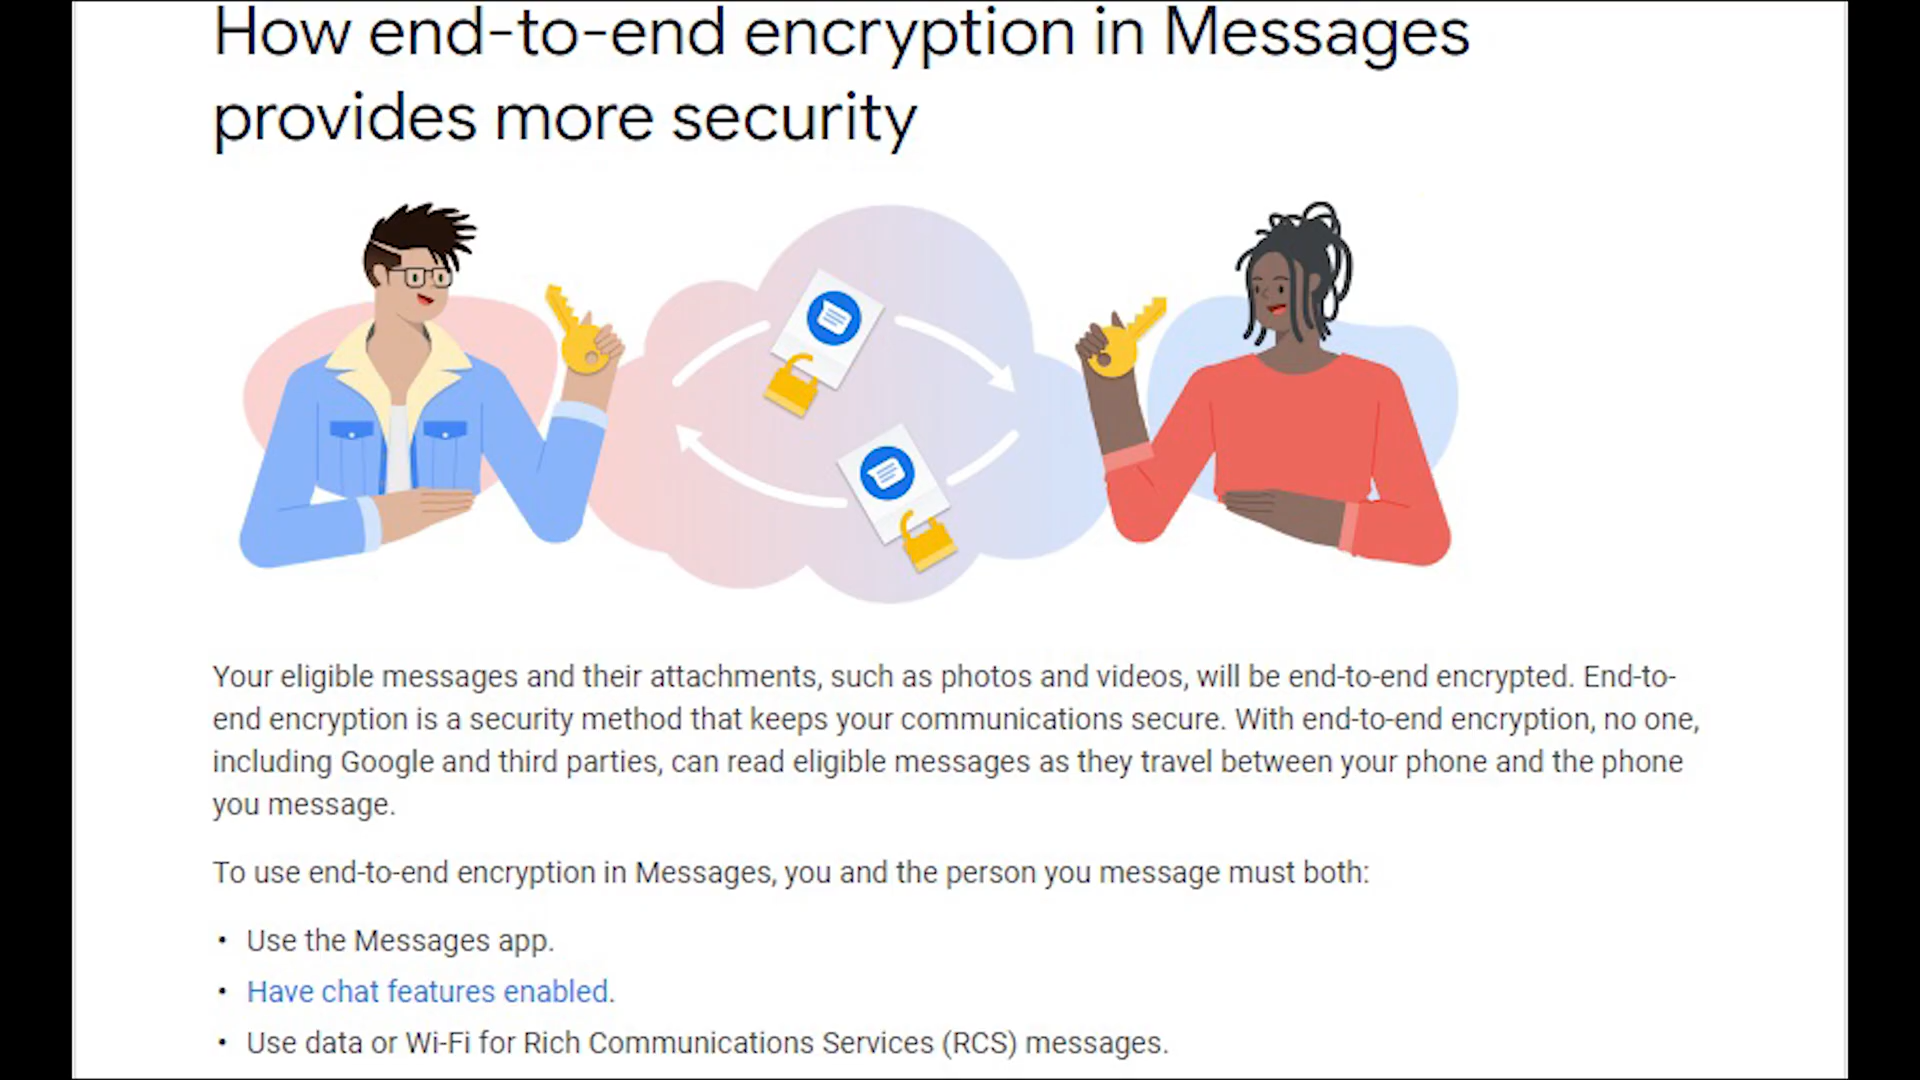 How end-to-end encryption in Messages
provides more security
Your eligible messages and their attachments, such as photos and videos, will be end-to-end encrypted. End-to-
end encryption is a security method that keeps your communications secure. With end-to-end encryption, no one,
including Google and third parties, can read eligible messages as they travel between your phone and the phone
you message.
To use end-to-end encryption in Messages, you and the person you message must both:
• Use the Messages app.
• Have chat features enabled.
• Use data or Wi-Fi for Rich Communications Services (RCS) messages.